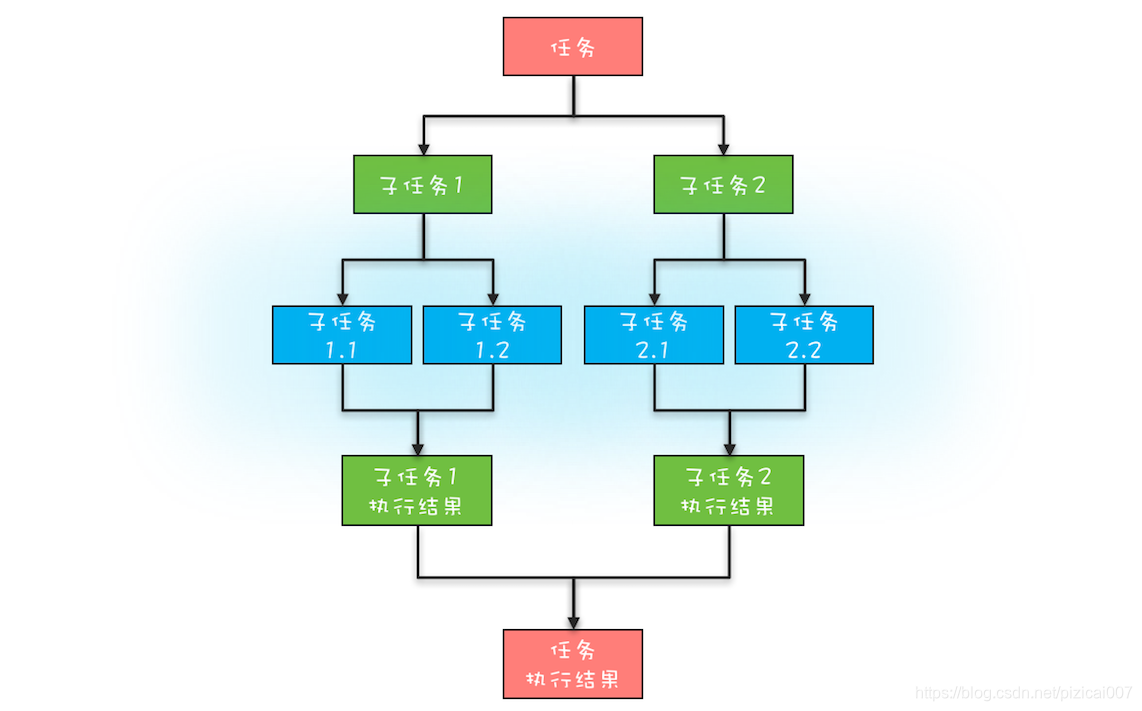 任务
子任务1
子任务2
子任务
1.1
子任务
1.2
子任务
2.1
子任务
2.2
子任务1
执行结果
子任务2
执行结果
任务
执行结果
https://blog.csdn.net/pizicai007